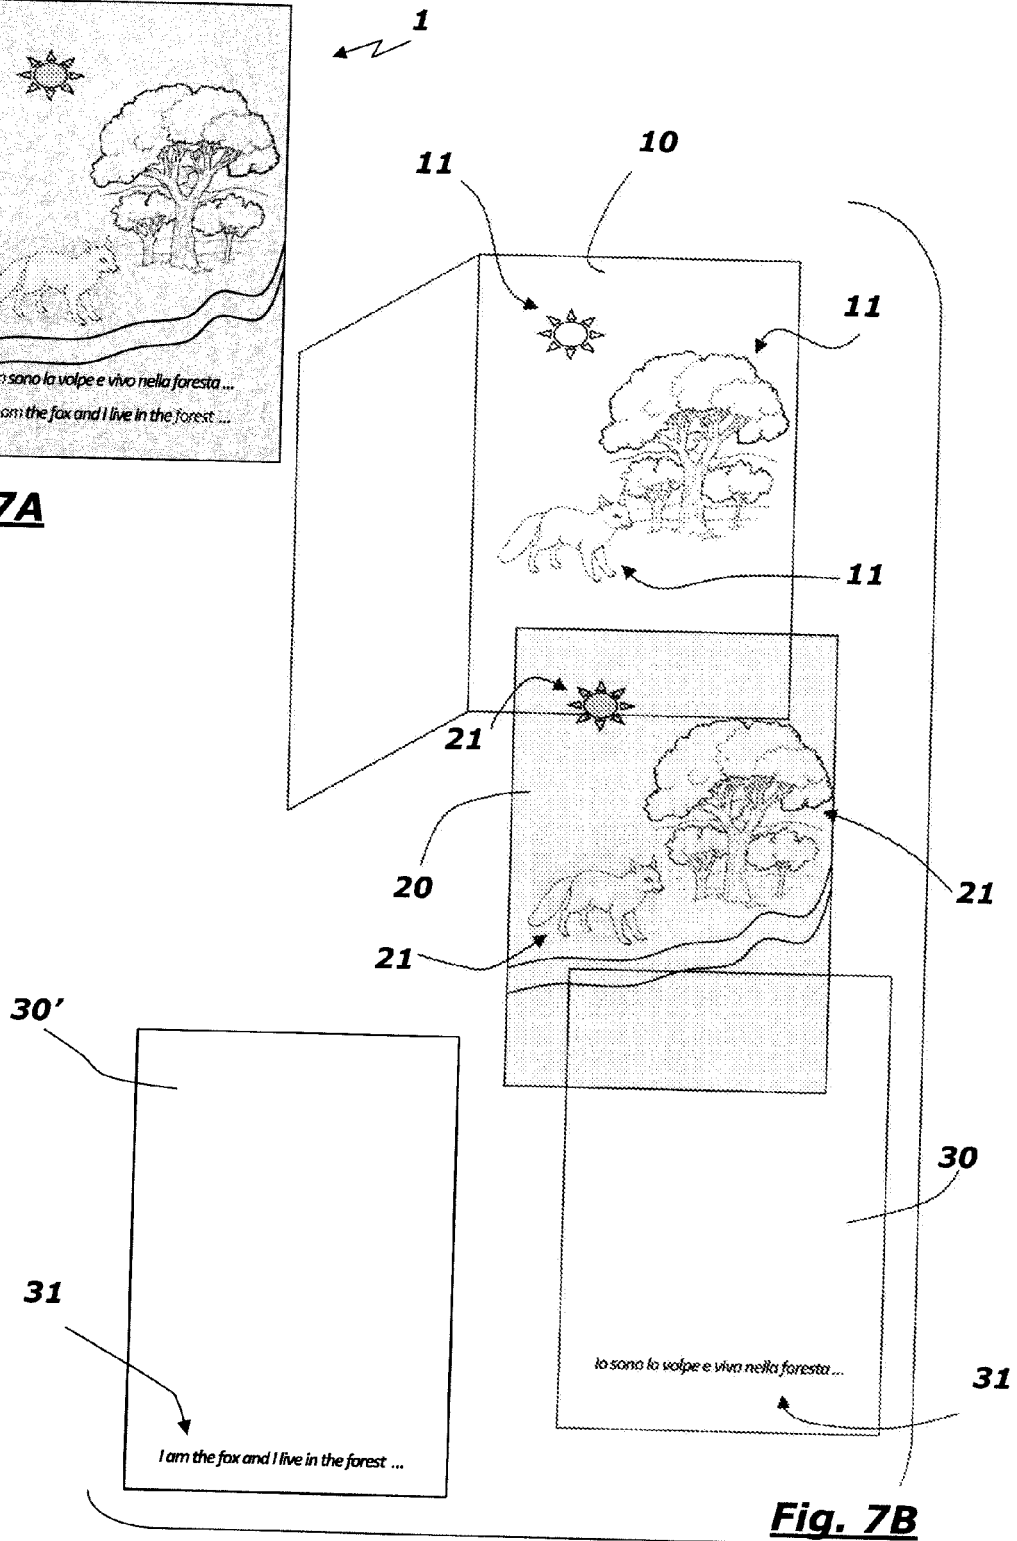 1
sono la volpe e vivo nella foresta ...
am the fox and I live in the forest ...
7A
10
11
11
11
21
20
21
21
30'
30
31
Io sono la volpe e vivo nella foresta ...
31
I am the fox and I live in the forest ...
Fig. 7B